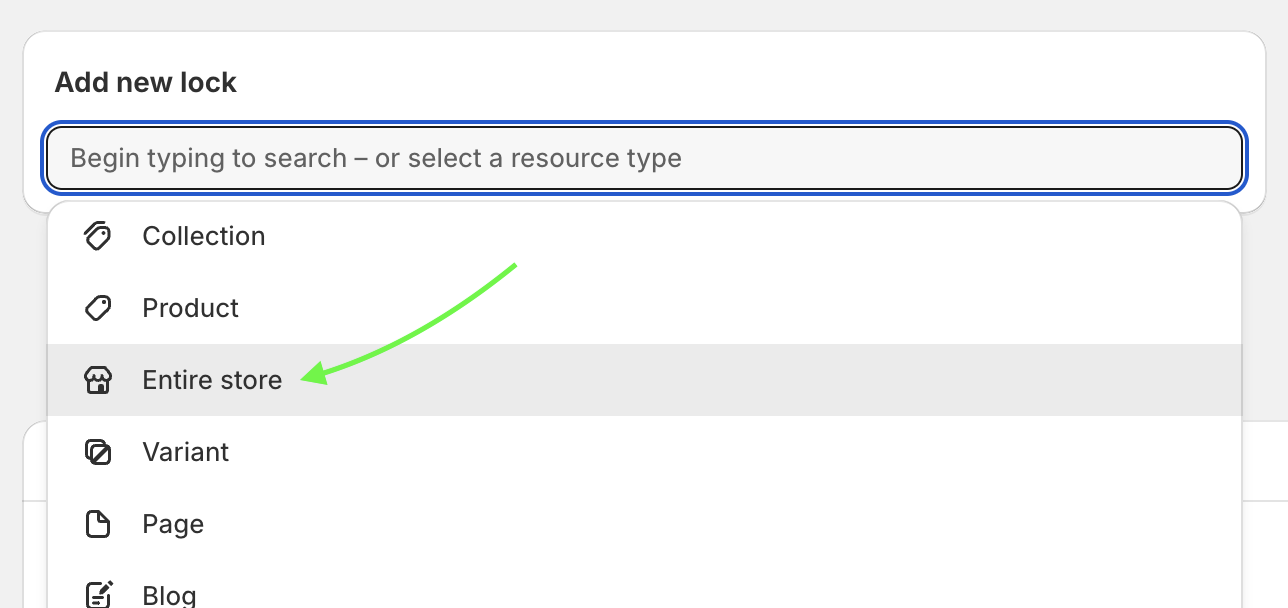 Add new lock
Begin typing to search – or select a resource type
Collection
Product
Entire store
Variant
Page
Blog